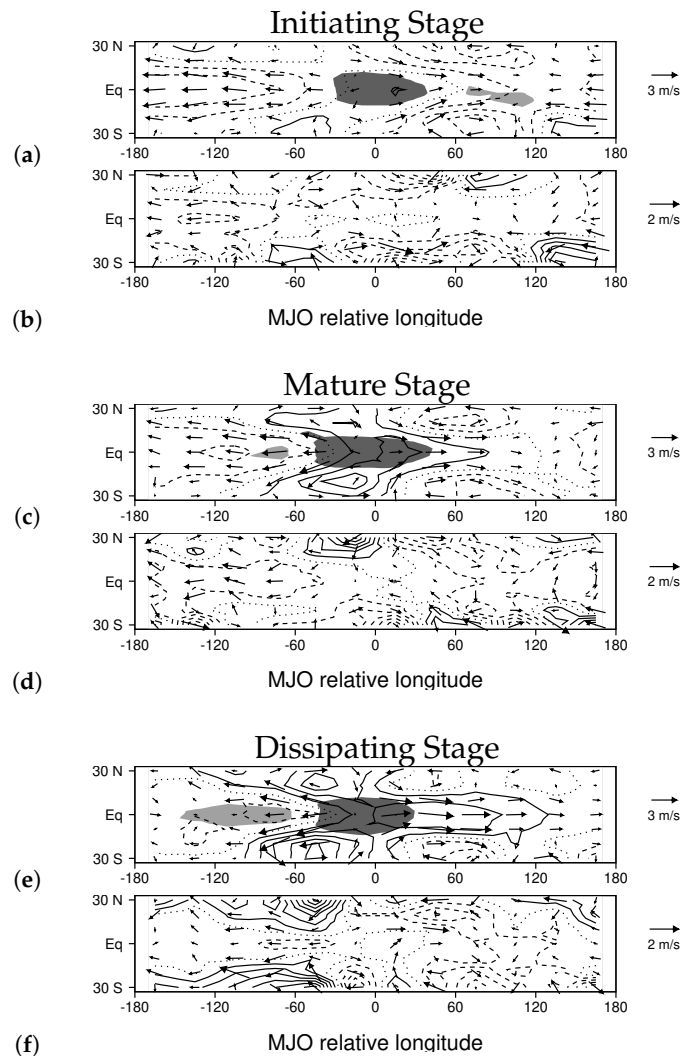 Initiating Stage
30 N
Eq
30 S
3 m/s
(a)
-180 -120 -60 0 60 120 180
30 N
Eq
30 S
2 m/s
-180 -120 -60 0 60 120 180
(b)
MJO relative longitude
Mature Stage
30 N
Eq
30 S
3 m/s
(c)
-180 -120 -60 0 60 120 180
30 N
Eq
30 S
2 m/s
-180 -120 -60 0 60 120 180
(d)
MJO relative longitude
Dissipating Stage
30 N
Eq
30 S
3 m/s
(e)
-180 -120 -60 0 60 120 180
30 N
Eq
30 S
2 m/s
-180 -120 -60 0 60 120 180
(f)
MJO relative longitude